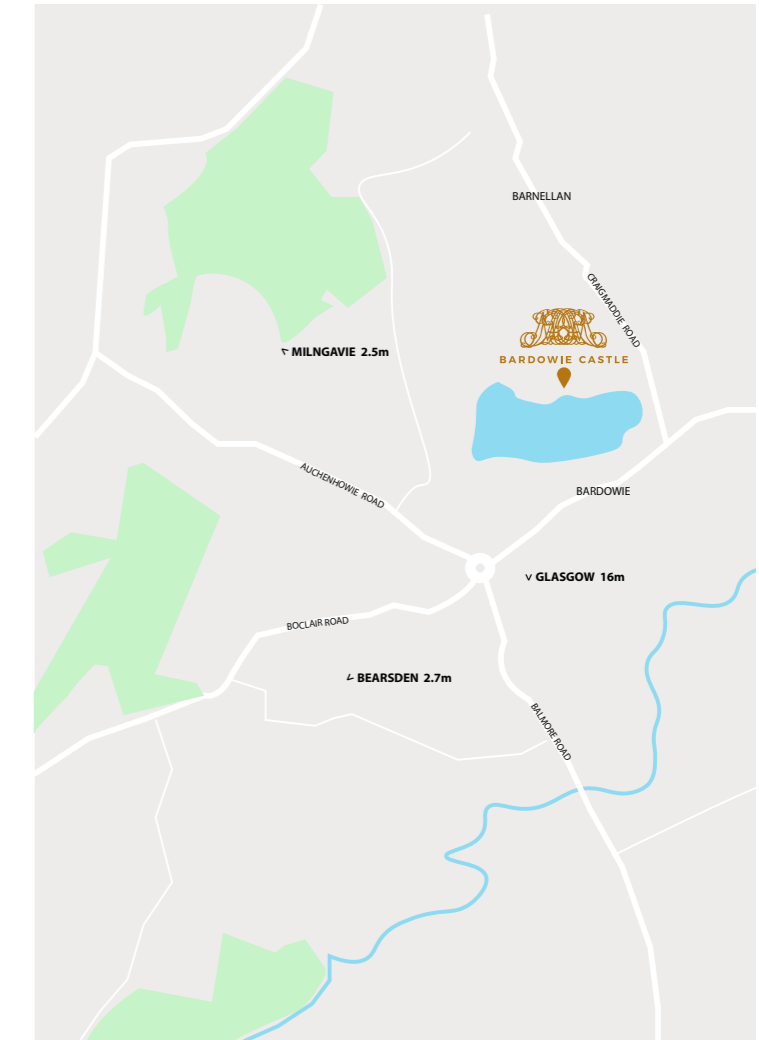 BARNELLAN
CRAIGMADDIE ROAD
BARDOWIE CASTLE
MILNGAVIE 2.5m
AUCHENHOWIE ROAD
BARDOWIE
GLASGOW 16m
BOCLAIR ROAD
BEARSDEN 2.7m
BALMORE ROAD